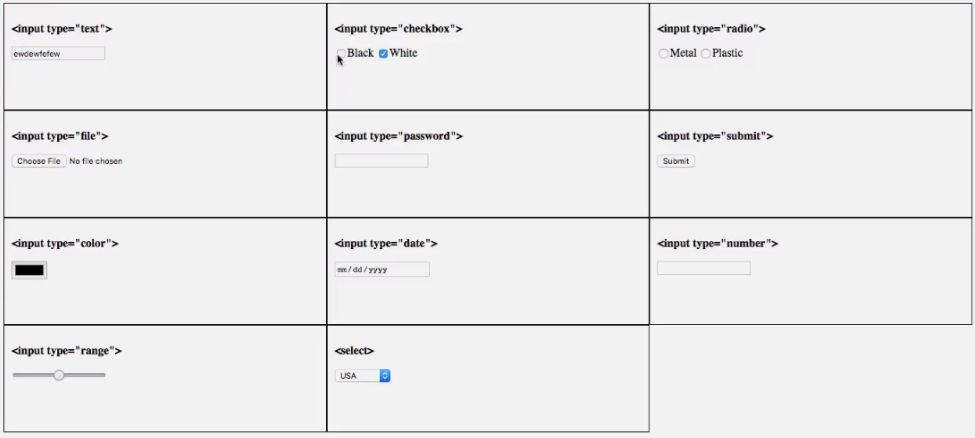 <input type="text">
ewdewfefew
<input type="checkbox">
Black White
<input type="radio">
Metal Plastic
<input type="file">
Choose File No file chosen
<input type="password">
<input type="submit">
Submit
<input type="color">
<input type="date">
mm/dd/yyyy
<input type="number">
<input type="range">
<select>
USA